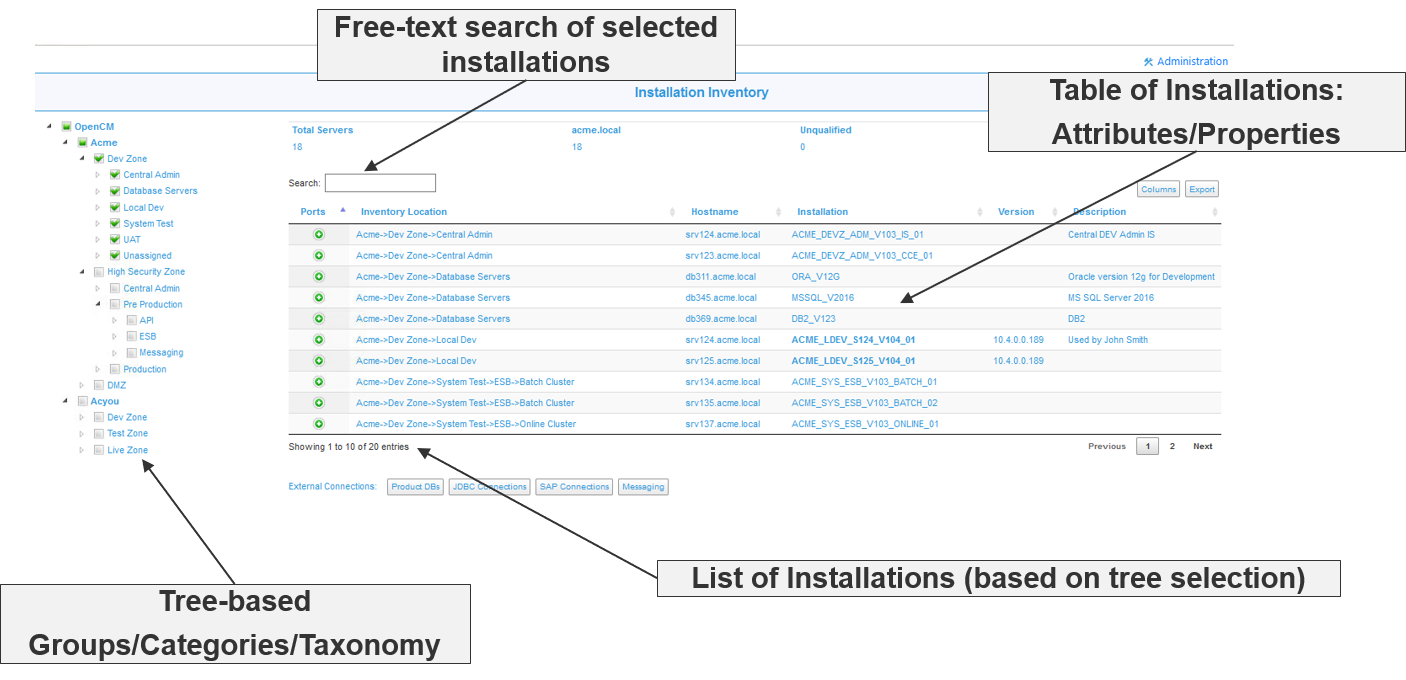 Free-text search of selected
installations
Administration
Installation Inventory
Table of Installations:
Attributes/Properties
OpenCM
Acme
Dev Zone
Central Admin
Database Servers
Local Dev
System Test
UAT
Unassigned
High Security Zone
Central Admin
Pre Production
API
ESB
Messaging
Production
DMZ
Acyou
Dev Zone
Test Zone
Live Zone
Total Servers acme.local Unqualified
18 18 0
Search:
Columns Export
Ports Inventory Location Hostname Installation Version Description
Acme->Dev Zone->Central Admin srv124.acme.local ACME_DEVZ_ADM_V103_IS_01 Central DEV Admin IS
Acme->Dev Zone->Central Admin srv123.acme.local ACME_DEVZ_ADM_V103_CCE_01
Acme->Dev Zone->Database Servers db311.acme.local ORA_V12G Oracle version 12g for Development
Acme->Dev Zone->Database Servers db345.acme.local MSSQL_V2016 MS SQL Server 2016
Acme->Dev Zone->Database Servers db369.acme.local DB2_V123 DB2
Acme->Dev Zone->Local Dev srv124.acme.local ACME_LDEV_S124_V104_01 10.4.0.0.189 Used by John Smith
Acme->Dev Zone->Local Dev srv125.acme.local ACME_LDEV_S125_V104_01 10.4.0.0.189
Acme->Dev Zone->System Test->ESB->Batch Cluster srv134.acme.local ACME_SYS_ESB_V103_BATCH_01
Acme->Dev Zone->System Test->ESB->Batch Cluster srv135.acme.local ACME_SYS_ESB_V103_BATCH_02
Acme->Dev Zone->System Test->ESB->Online Cluster srv137.acme.local ACME_SYS_ESB_V103_ONLINE_01
Showing 1 to 10 of 20 entries
Previous 1 2 Next
External Connections: Product DBs JDBC Connections SAP Connections Messaging
List of Installations (based on tree selection)
Tree-based
Groups/Categories/Taxonomy